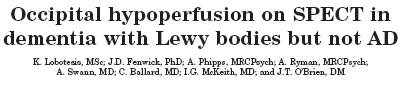 Occipital hypoperfusion on SPECT in
dementia with Lewy bodies but not AD
K. Lobotesis, MSc; J.D. Fenwick, PhD; A. Phipps, MRCPsych; A. Ryman, MRCPsych;
A. Swann, MD; C. Ballard, MD; I.G. McKeith, MD; and J.T. O'Brien, DM